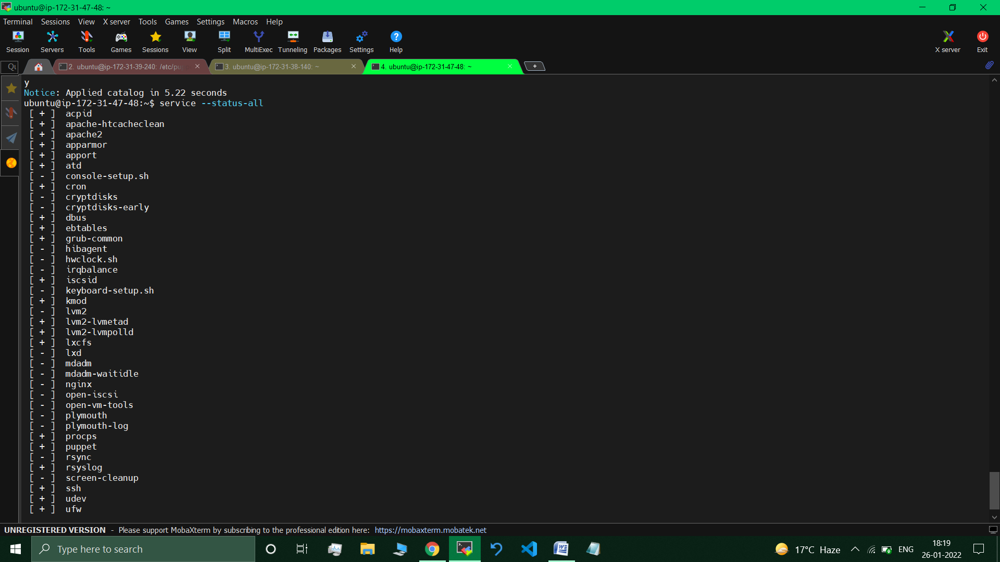 ubuntu@ip-172-31-47-48: ~
Terminal Sessions View X server Tools Games Settings Macros Help
Session Servers Tools Games Sessions View Split MultiExec Tunneling Packages Settings Help X server Exit
2. ubuntu@ip-172-31-39-240: /etc/pup 3. ubuntu@ip-172-31-38-140: ~ 4. ubuntu@ip-172-31-47-48: ~
y
Notice: Applied catalog in 5.22 seconds
ubuntu@ip-172-31-47-48:~$ service --status-all
[ + ] acpid
[ + ] apache-htcacheclean
[ + ] apache2
[ + ] apparmor
[ + ] apport
[ + ] atd
[ - ] console-setup.sh
[ + ] cron
[ - ] cryptdisks
[ - ] cryptdisks-early
[ + ] dbus
[ + ] ebtables
[ + ] grub-common
[ - ] hibagent
[ - ] hwclock.sh
[ - ] irqbalance
[ + ] iscsid
[ - ] keyboard-setup.sh
[ + ] kmod
[ - ] lvm2
[ + ] lvm2-lvmetad
[ + ] lvm2-lvmpolld
[ + ] lxcfs
[ - ] lxd
[ - ] mdadm
[ - ] mdadm-waitidle
[ - ] nginx
[ - ] open-iscsi
[ - ] open-vm-tools
[ - ] plymouth
[ - ] plymouth-log
[ + ] procps
[ + ] puppet
[ - ] rsync
[ + ] rsyslog
[ - ] screen-cleanup
[ + ] ssh
[ + ] udev
[ + ] ufw
UNREGISTERED VERSION - Please support MobaXterm by subscribing to the professional edition here: https://mobaxterm.mobatek.net
Type here to search 17°C Haze ENG 18:19
26-01-2022